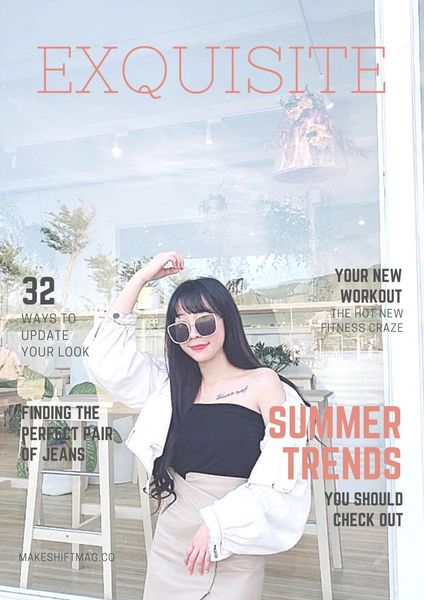 EXQUISITE
32
WAYS TO
UPDATE
YOUR LOOK
YOUR NEW
WORKOUT
THE HOT NEW
FITNESS CRAZE
FINDING THE
PERFECT PAIR
OF JEANS
SUMMER
TRENDS
YOU SHOULD
CHECK OUT
MAKESHIFTMAG.CO